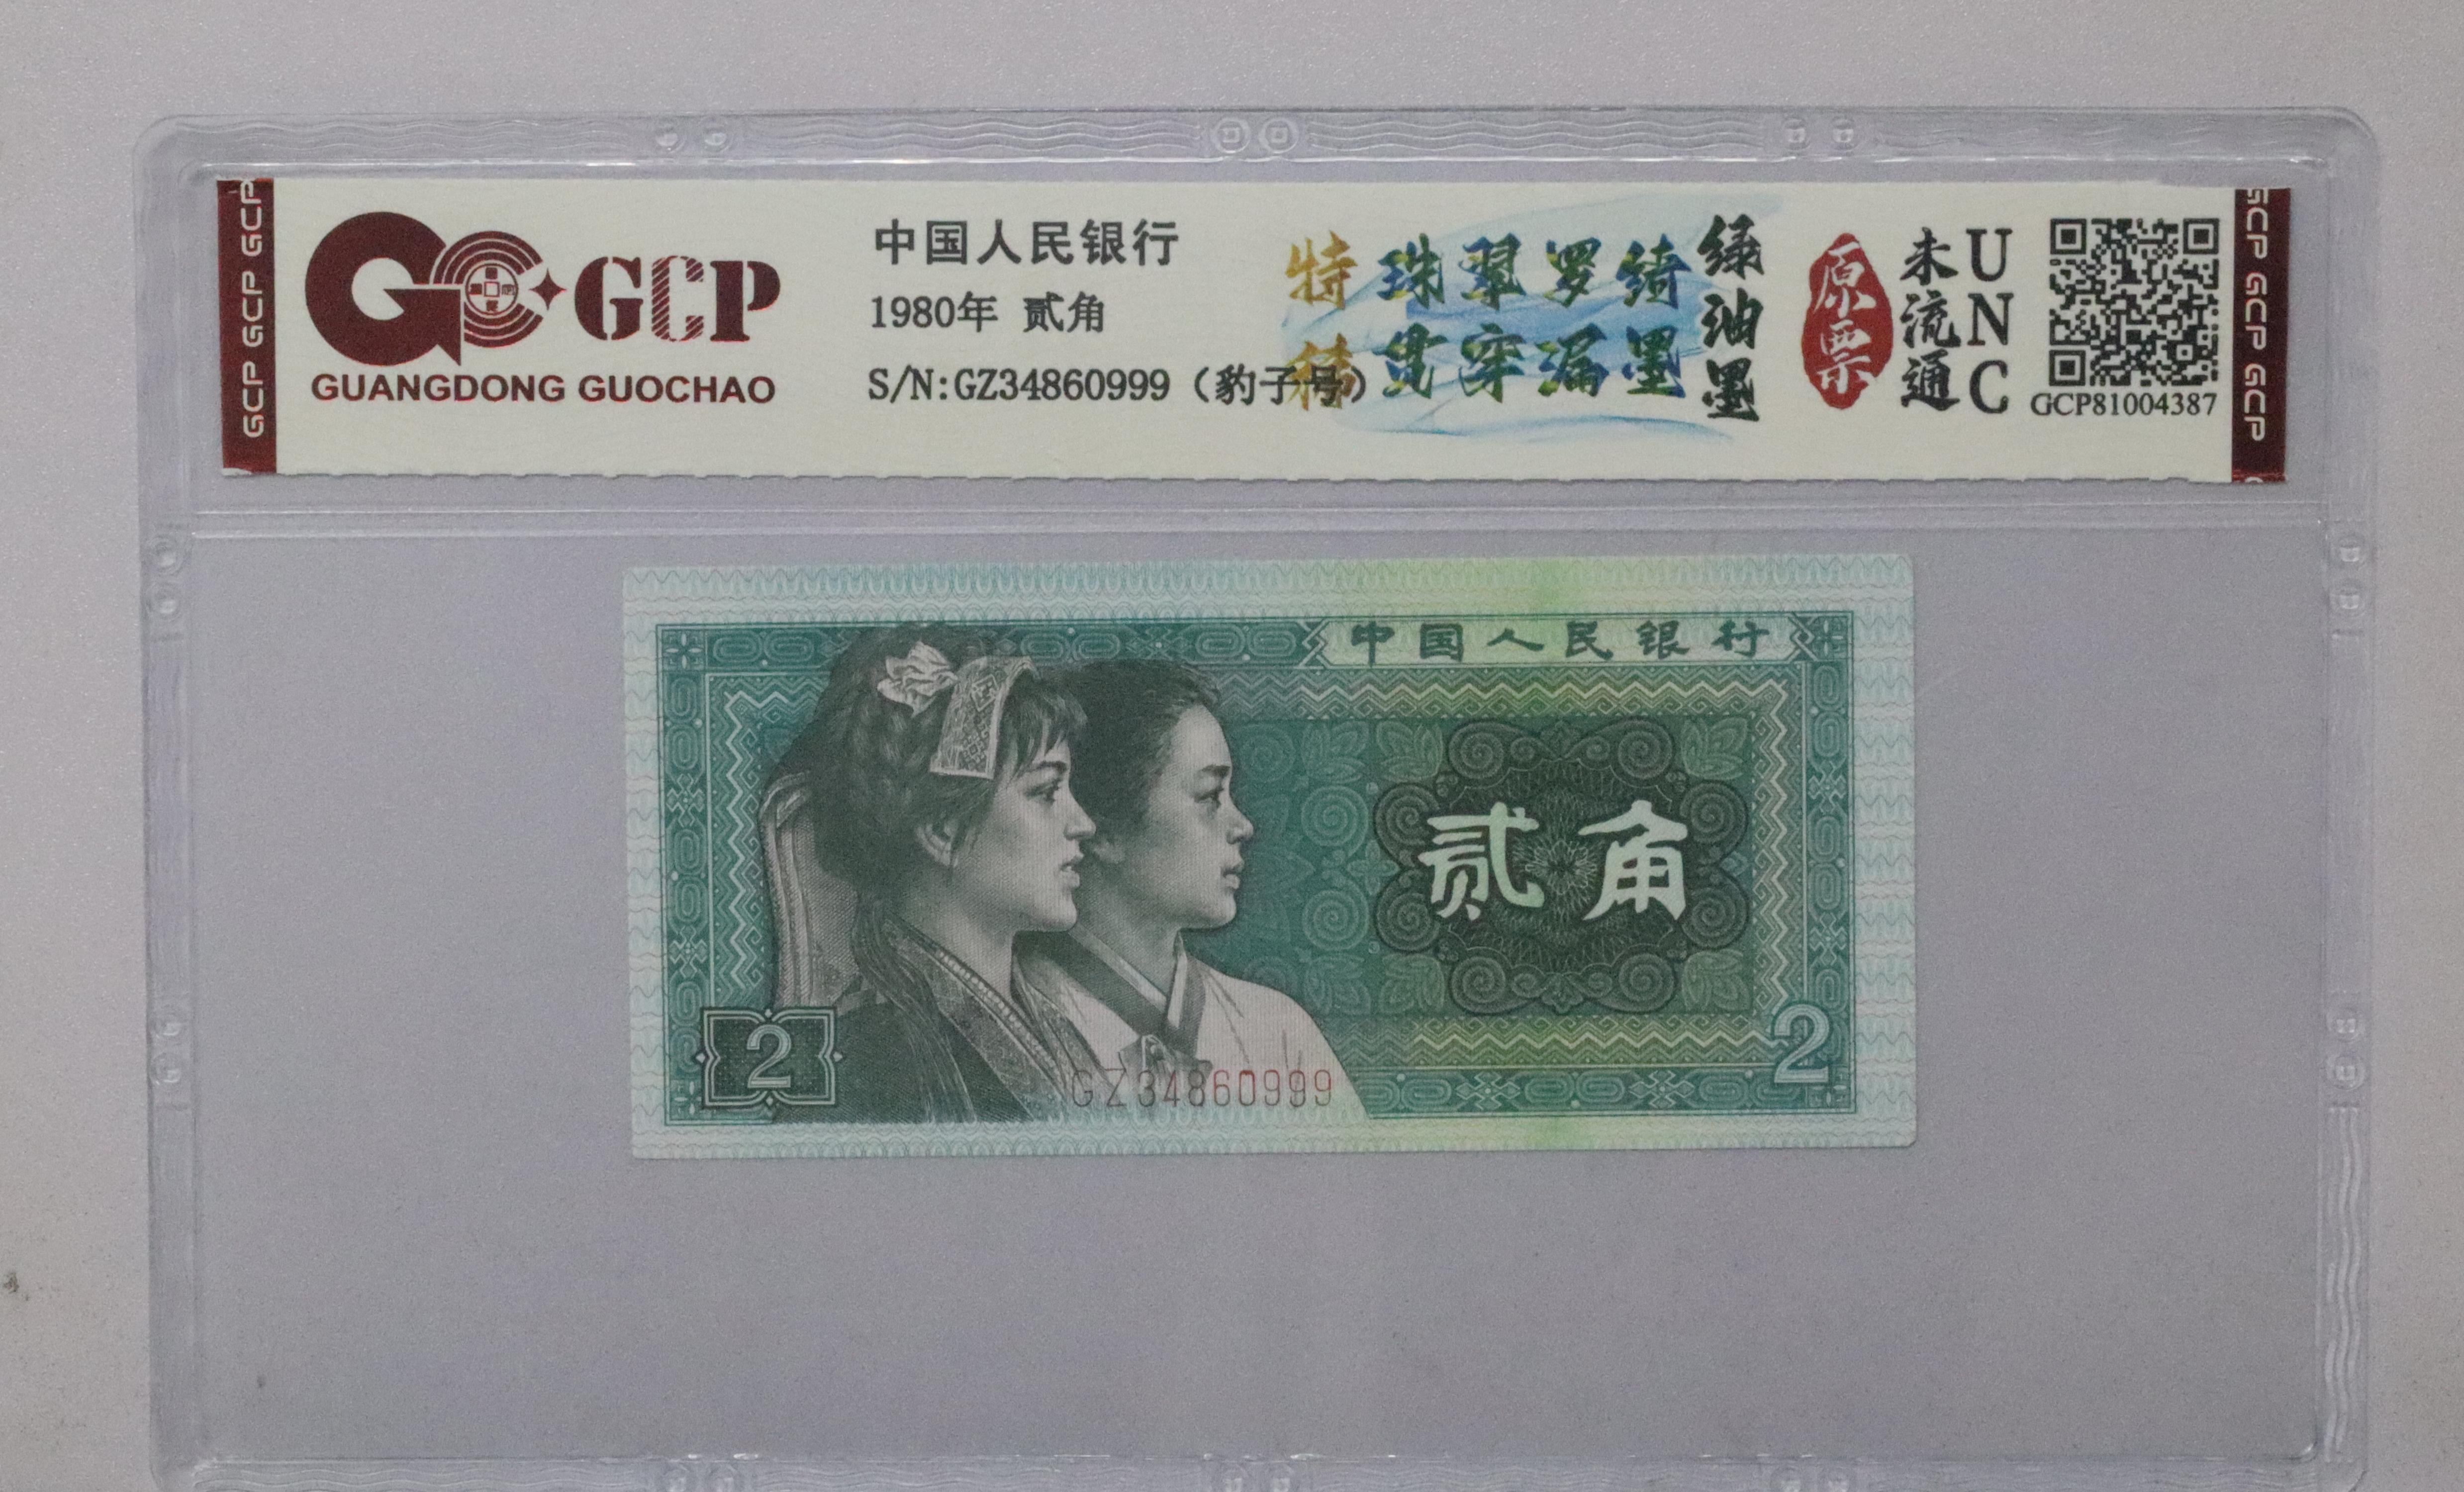 GCP GCP GCP
GCP
GUANGDONG GUOCHAO
中国人民银行
1980年 贰角
S/N:GZ34860999（豹子号）
特稀
珠翠罗绮
贯穿漏墨
绿油墨
原票
未流通
UNC
GCP81004387
GCP GCP GCP
中国人民银行
贰角
2
2
GZ34860999